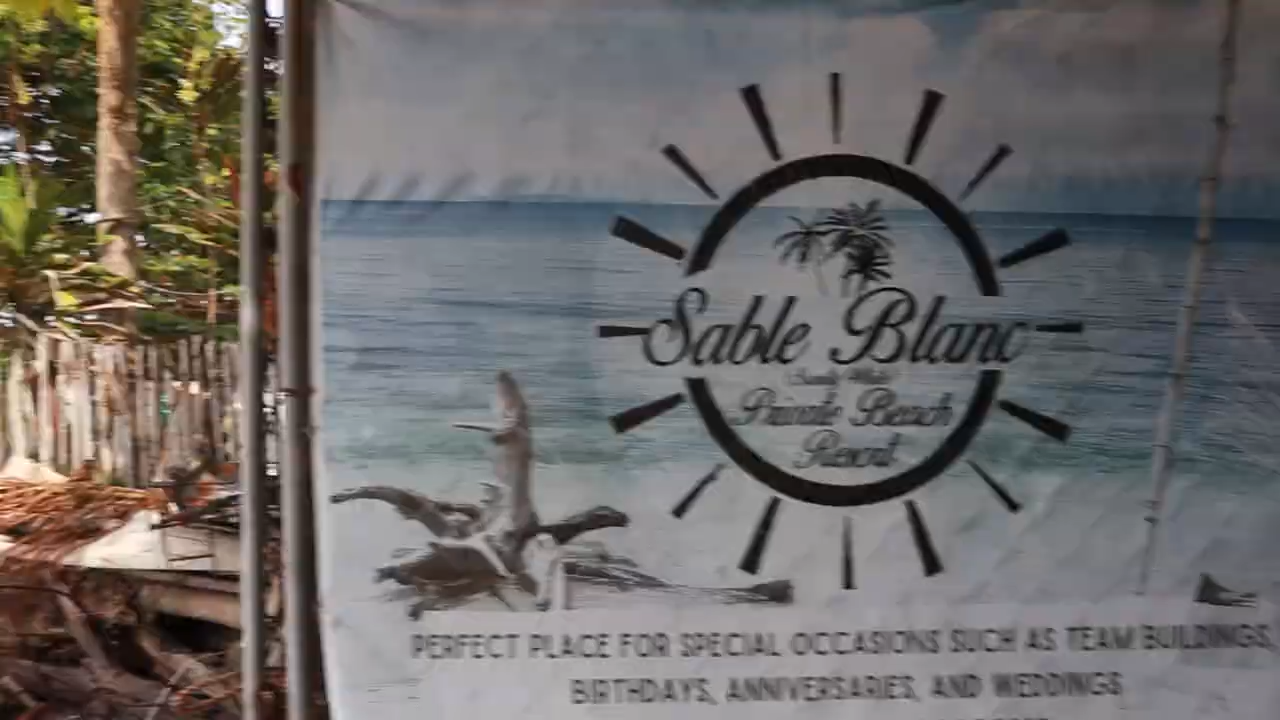 Sable Blanc
Private Beach
Resort
PERFECT PLACE FOR SPECIAL OCCASIONS SUCH AS TEAM BUILDINGS,
BIRTHDAYS, ANNIVERSARIES, AND WEDDINGS